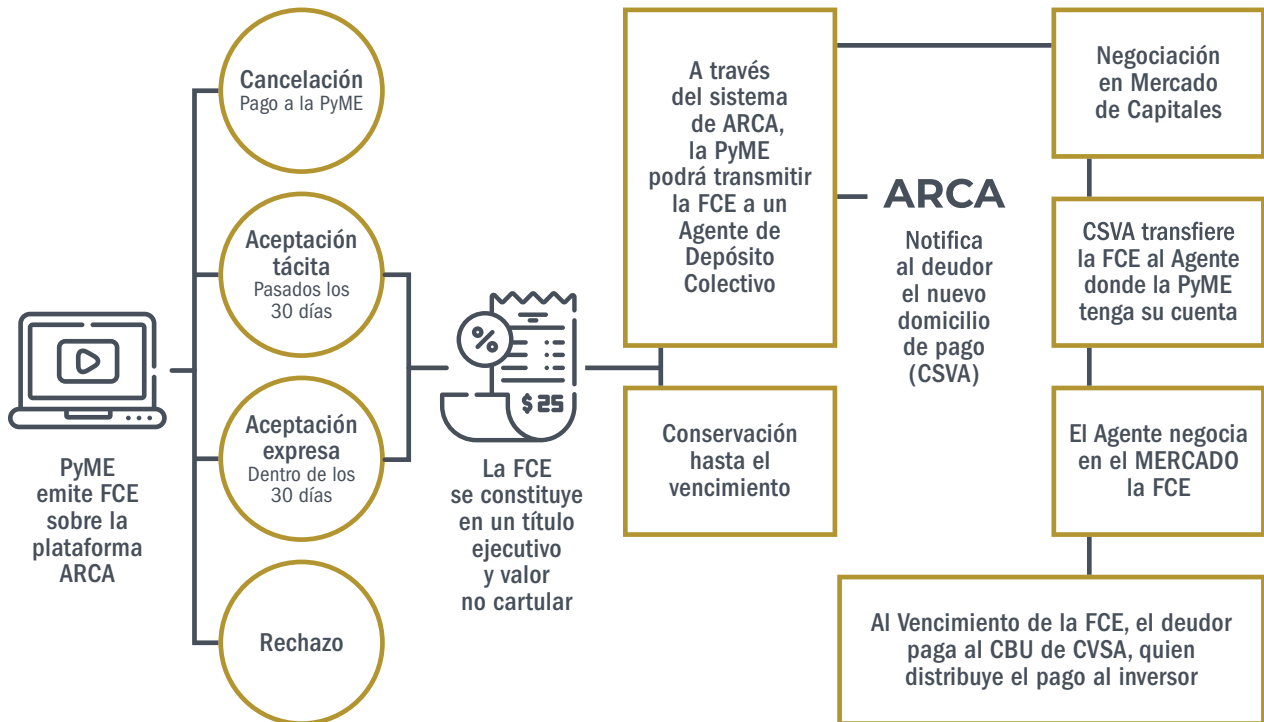 PyME
emite FCE
sobre la
plataforma
ARCA
Cancelación
Pago a la PyME
Aceptación
tácita
Pasados los
30 días
Aceptación
expresa
Dentro de los
30 días
Rechazo
%
$ 25
La FCE
se constituye
en un título
ejecutivo
y valor
no cartular
A través
del sistema
de ARCA,
la PyME
podrá transmitir
la FCE a un
Agente de
Depósito
Colectivo
Conservación
hasta el
vencimiento
ARCA
Notifica
al deudor
el nuevo
domicilio
de pago
(CSVA)
Negociación
en Mercado
de Capitales
CSVA transfiere
la FCE al Agente
donde la PyME
tenga su cuenta
El Agente negocia
en el MERCADO
la FCE
Al Vencimiento de la FCE, el deudor
paga al CBU de CVSA, quien
distribuye el pago al inversor